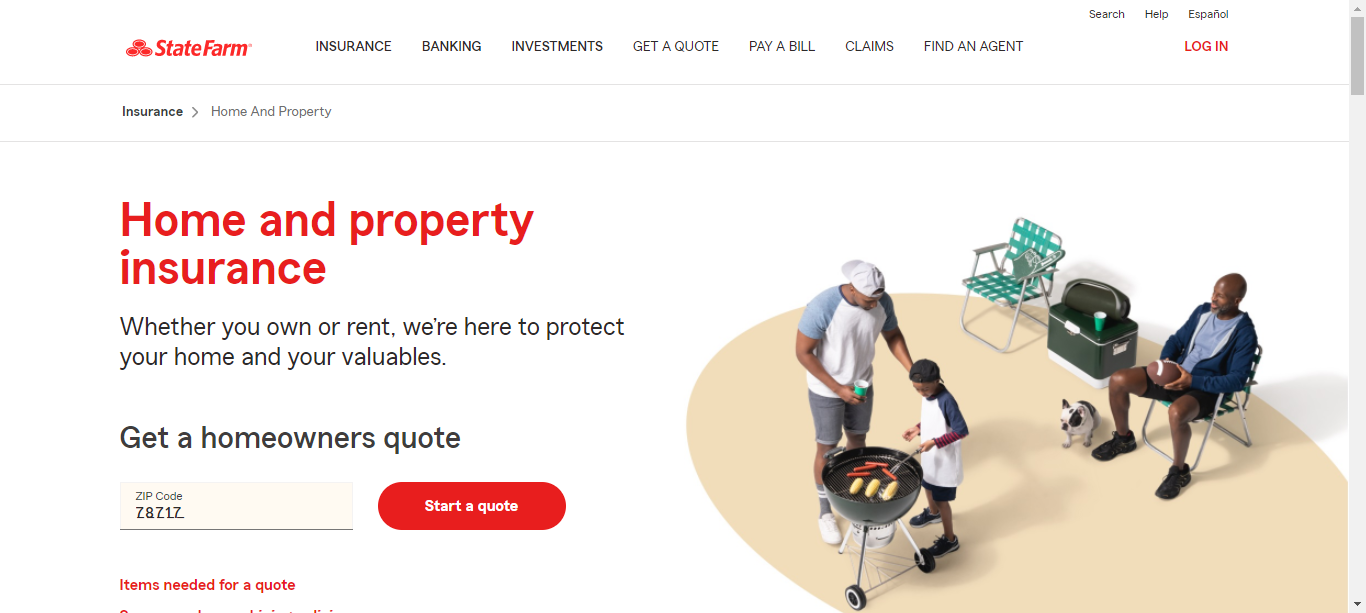 Search Help Español
StateFarm INSURANCE BANKING INVESTMENTS GET A QUOTE PAY A BILL CLAIMS FIND AN AGENT LOG IN
Insurance Home And Property
Home and property
insurance
Whether you own or rent, we're here to protect
your home and your valuables.
Get a homeowners quote
ZIP Code
78717
Start a quote
Items needed for a quote